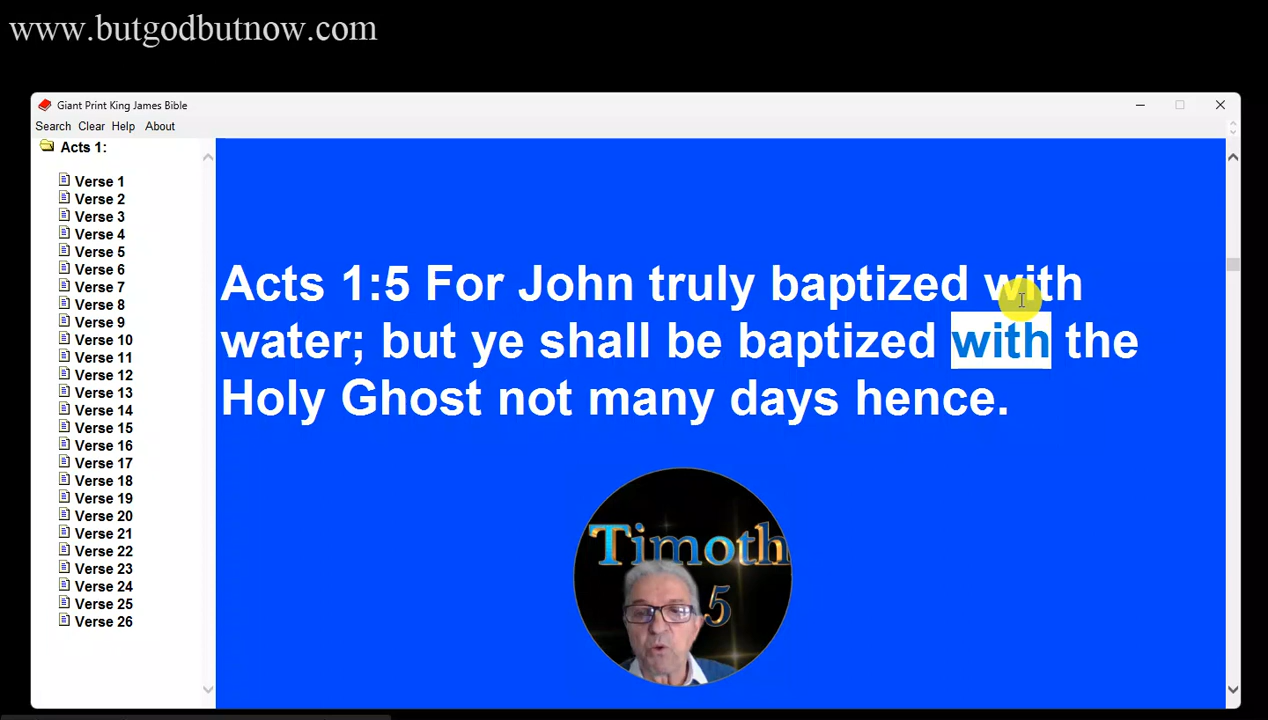 www.butgodbutnow.com
Giant Print King James Bible
Search Clear Help About
Acts 1:
Verse 1
Verse 2
Verse 3
Verse 4
Verse 5
Verse 6
Verse 7
Verse 8
Verse 9
Verse 10
Verse 11
Verse 12
Verse 13
Verse 14
Verse 15
Verse 16
Verse 17
Verse 18
Verse 19
Verse 20
Verse 21
Verse 22
Verse 23
Verse 24
Verse 25
Verse 26
Acts 1:5 For John truly baptized with
water; but ye shall be baptized with the
Holy Ghost not many days hence.
Timoth
5